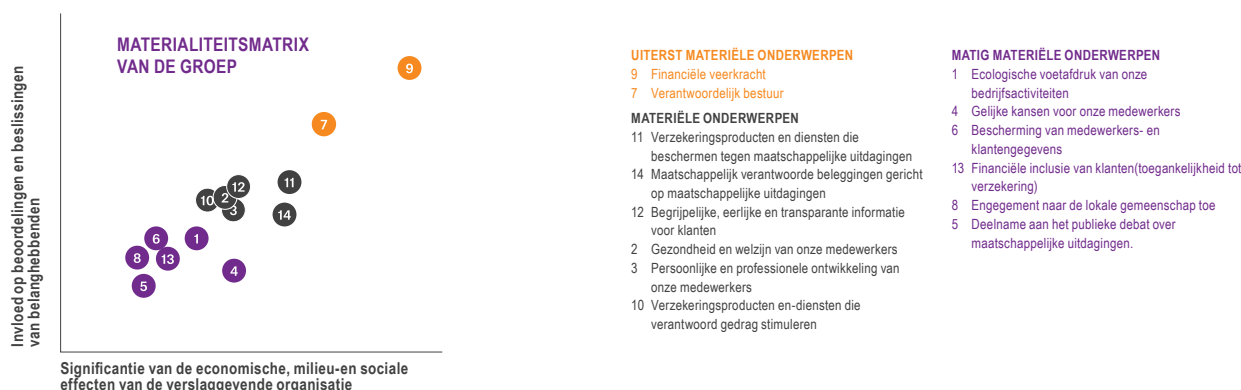 MATERIALITEITSMATRIX
VAN DE GROEP
Invloed op beoordelingen en beslissingen
van belanghebbenden
9
7
12
11
10
2
3
14
6
1
8
13
4
5
Significantie van de economische, milieu-en sociale
effecten van de verslaggevende organisatie
UITERST MATERIËLE ONDERWERPEN
9 Financiële veerkracht
7 Verantwoordelijk bestuur
MATERIËLE ONDERWERPEN
11 Verzekeringsproducten en diensten die
beschermen tegen maatschappelijke uitdagingen
14 Maatschappelijk verantwoorde beleggingen gericht
op maatschappelijke uitdagingen
12 Begrijpelijke, eerlijke en transparante informatie
voor klanten
2 Gezondheid en welzijn van onze medewerkers
3 Persoonlijke en professionele ontwikkeling van
onze medewerkers
10 Verzekeringsproducten en-diensten die
verantwoord gedrag stimuleren
MATIG MATERIËLE ONDERWERPEN
1 Ecologische voetafdruk van onze
bedrijfsactiviteiten
4 Gelijke kansen voor onze medewerkers
6 Bescherming van medewerkers- en
klantengegevens
13 Financiële inclusie van klanten(toegankelijkheid tot
verzekering)
8 Engagement naar de lokale gemeenschap toe
5 Deelname aan het publieke debat over
maatschappelijke uitdagingen.